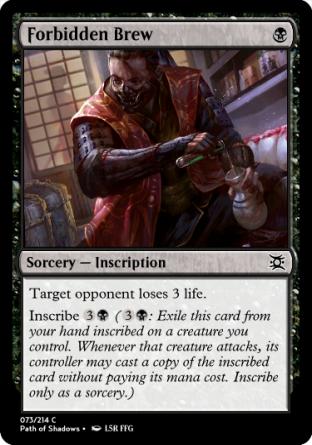 Forbidden Brew
Sorcery — Inscription
Target opponent loses 3 life.
Inscribe 3 ( 3 : Exile this card from
your hand inscribed on a creature you
control. Whenever that creature attacks, its
controller may cast a copy of the inscribed
card without paying its mana cost. Inscribe
only as a sorcery.)
073/214 C
Path of Shadows • LSR FFG